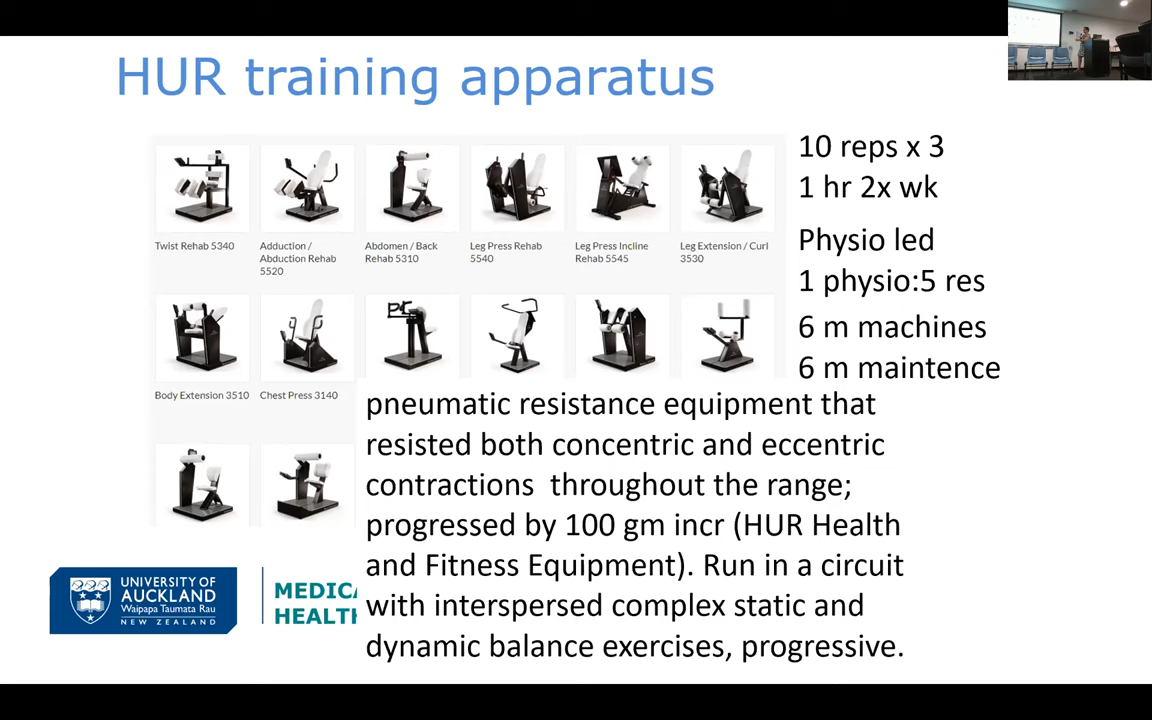 HUR training apparatus
10 reps x 3
1 hr 2x wk
Physio led
1 physio:5 res
6 m machines
6 m maintence
Twist Rehab 5340
Adduction /
Abduction Rehab
5520
Abdomen / Back
Rehab 5310
Leg Press Rehab
5540
Leg Press Incline
Rehab 5545
Leg Extension / Curl
3530
Body Extension 3510
Chest Press 3140
pneumatic resistance equipment that
resisted both concentric and eccentric
contractions throughout the range;
progressed by 100 gm incr (HUR Health
and Fitness Equipment). Run in a circuit
with interspersed complex static and
dynamic balance exercises, progressive.
UNIVERSITY OF
AUCKLAND
Waipapa Taumata Rau
NEW ZEALAND
MEDICA
HEALTH